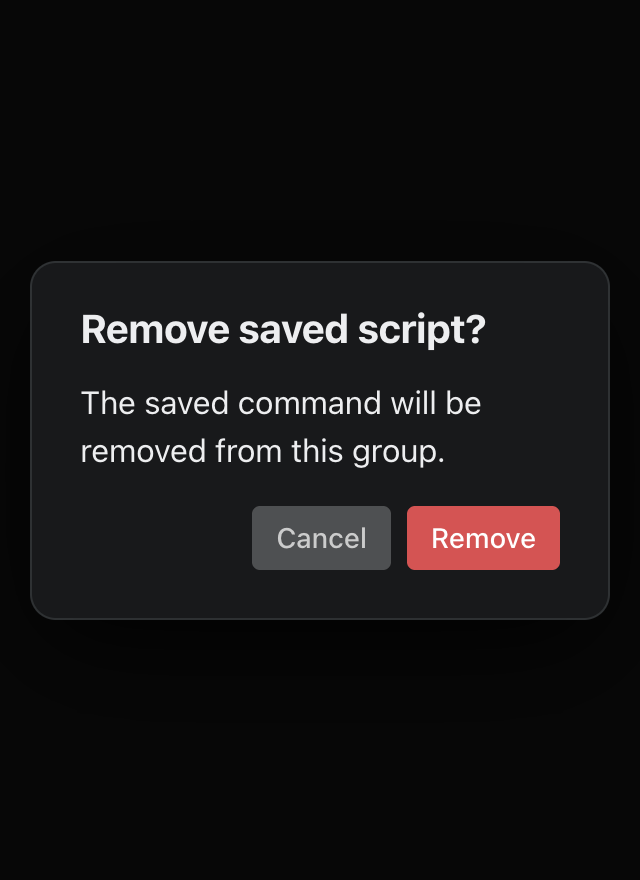 Remove saved script?
The saved command will be
removed from this group.
Cancel Remove